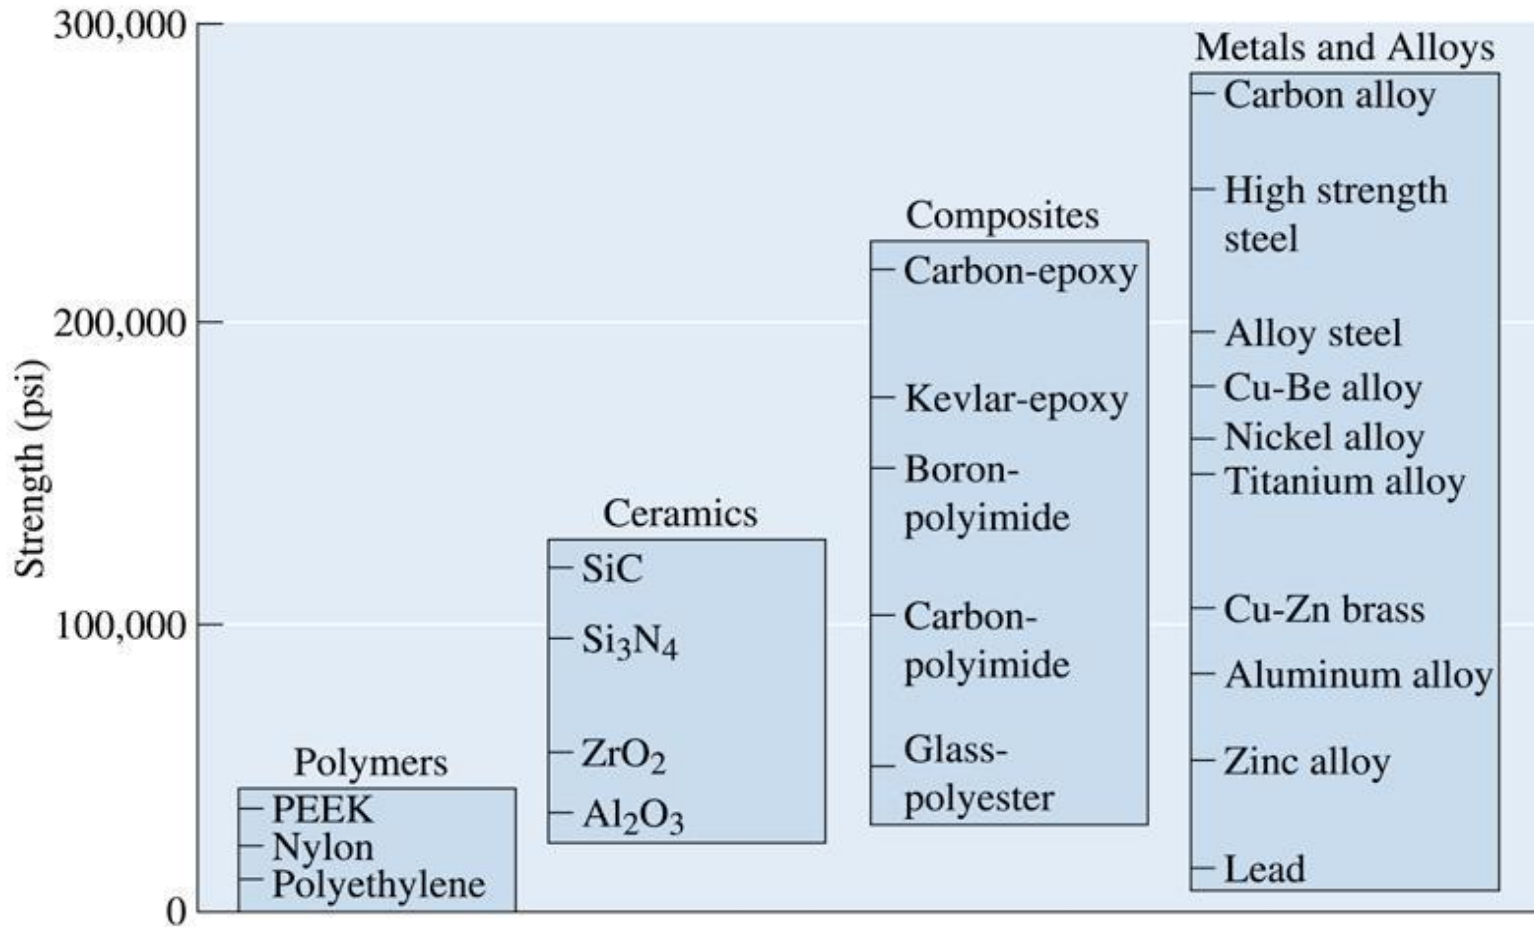 Strength (psi)
300,000
200,000
100,000
0
Polymers
PEEK
Nylon
Polyethylene
Ceramics
SiC
Si₃N₄
ZrO₂
Al₂O₃
Composites
Carbon-epoxy
Kevlar-epoxy
Boron-
polyimide
Carbon-
polyimide
Glass-
polyester
Metals and Alloys
Carbon alloy
High strength
steel
Alloy steel
Cu-Be alloy
Nickel alloy
Titanium alloy
Cu-Zn brass
Aluminum alloy
Zinc alloy
Lead